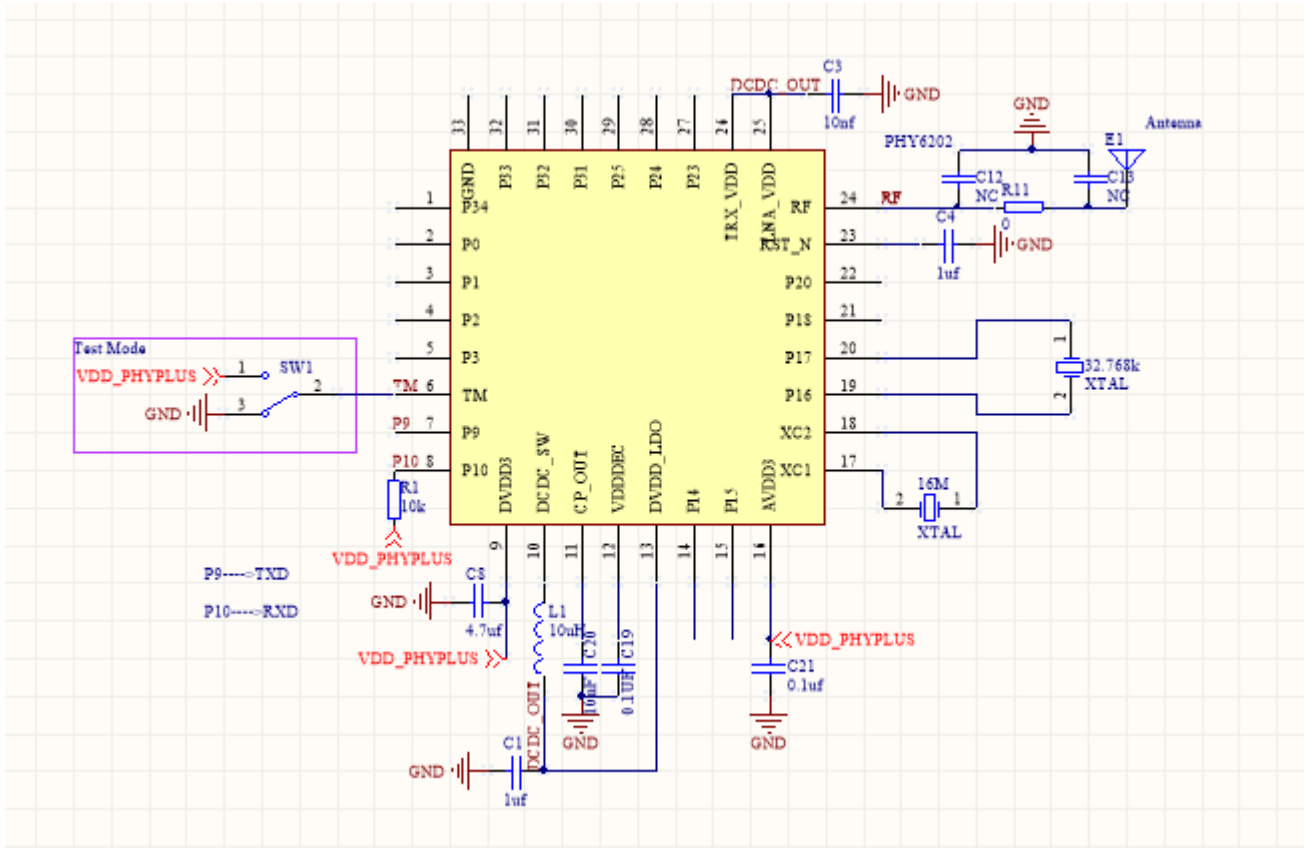 DCDC_OUT
C3
10nf
GND
33
32
31
30
29
28
27
26
25
GND
P33
P32
P31
P25
P24
P23
TRX_VDD
LNA_VDD
PHY6202
GND
E1
Antenna
C12
NC
C13
NC
R11
0
1
P34
2
P0
3
P1
4
P2
5
P3
RF
24
RF
RST_N
23
C4
1uf
GND
P20
22
P18
21
P17
20
P16
19
XC2
18
XC1
17
1
32.768k
XTAL
2
16M
2
1
XTAL
Test Mode
VDD_PHYPLUS
1
SW1
2
GND
3
TM
6
TM
P9
7
P9
P10
8
P10
R1
10k
VDD_PHYPLUS
DVDD3
DCDC_SW
CP_OUT
VDDDEC
DVDD_LDO
P14
P15
AVDD3
9
10
11
12
13
14
15
16
P9---->TXD
P10---->RXD
GND
C8
4.7uf
VDD_PHYPLUS
L1
10uH
C20
C19
0.1UF
GND
DCDC_OUT
VDD_PHYPLUS
C21
0.1uf
GND
GND
C1
1uf